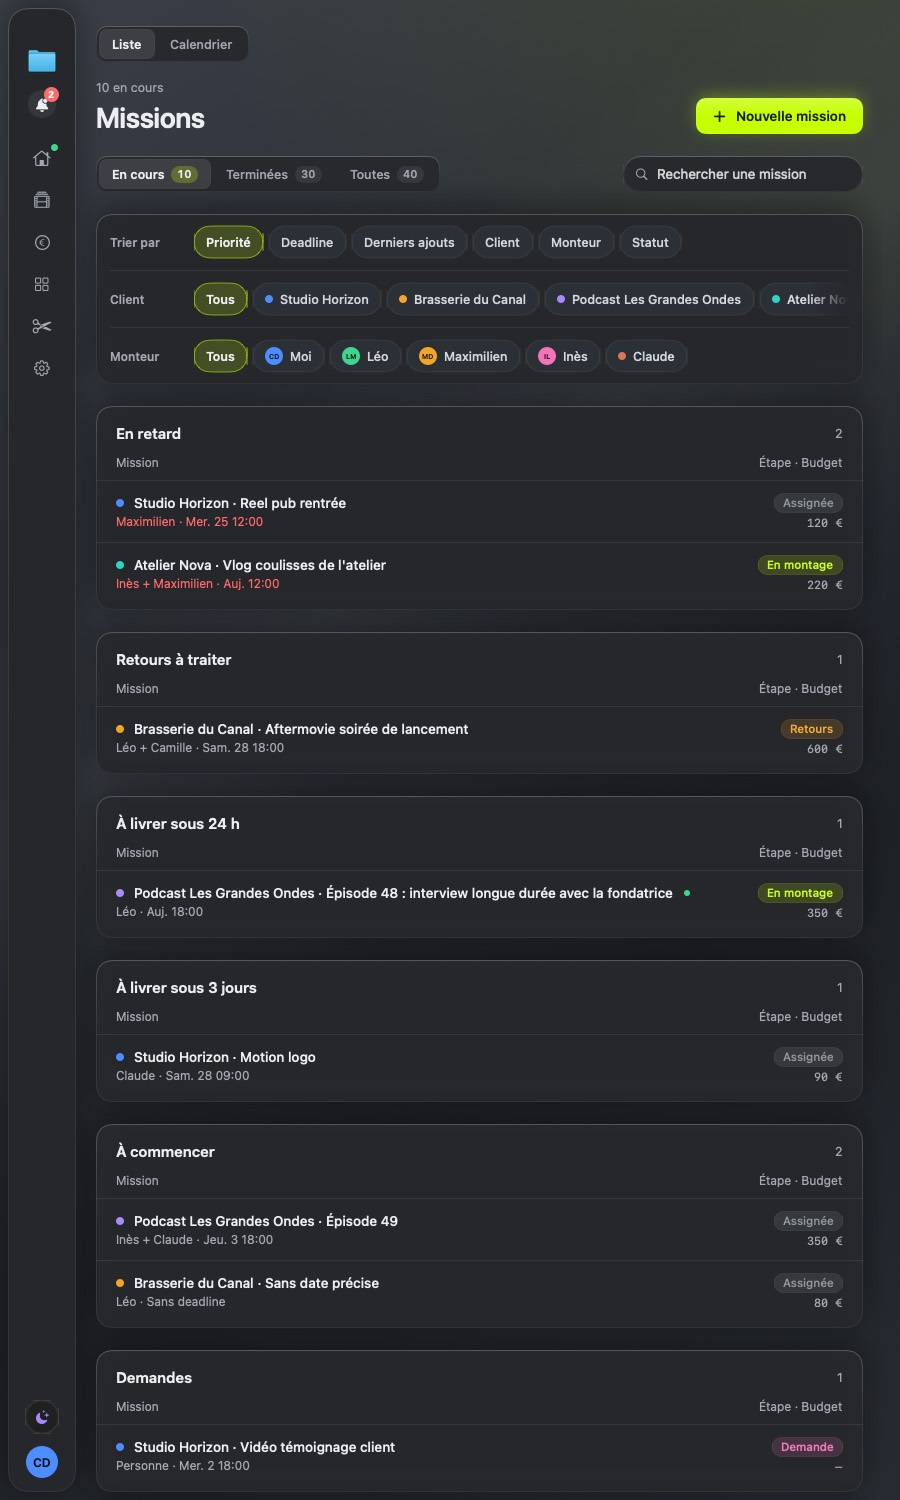 Liste Calendrier
2
10 en cours
Missions
+ Nouvelle mission
En cours 10 Terminées 30 Toutes 40
Rechercher une mission
Trier par Priorité Deadline Derniers ajouts Client Monteur Statut
Client Tous Studio Horizon Brasserie du Canal Podcast Les Grandes Ondes Atelier No
Monteur Tous CD Moi LM Léo MD Maximilien IL Inès Claude
En retard 2
Mission Étape · Budget
Studio Horizon · Reel pub rentrée Assignée
Maximilien · Mer. 25 12:00 120 €
Atelier Nova · Vlog coulisses de l'atelier En montage
Inès + Maximilien · Auj. 12:00 220 €
Retours à traiter 1
Mission Étape · Budget
Brasserie du Canal · Aftermovie soirée de lancement Retours
Léo + Camille · Sam. 28 18:00 600 €
À livrer sous 24 h 1
Mission Étape · Budget
Podcast Les Grandes Ondes · Épisode 48 : interview longue durée avec la fondatrice En montage
Léo · Auj. 18:00 350 €
À livrer sous 3 jours 1
Mission Étape · Budget
Studio Horizon · Motion logo Assignée
Claude · Sam. 28 09:00 90 €
À commencer 2
Mission Étape · Budget
Podcast Les Grandes Ondes · Épisode 49 Assignée
Inès + Claude · Jeu. 3 18:00 350 €
Brasserie du Canal · Sans date précise Assignée
Léo · Sans deadline 80 €
Demandes 1
Mission Étape · Budget
Studio Horizon · Vidéo témoignage client Demande
Personne · Mer. 2 18:00 –
CD